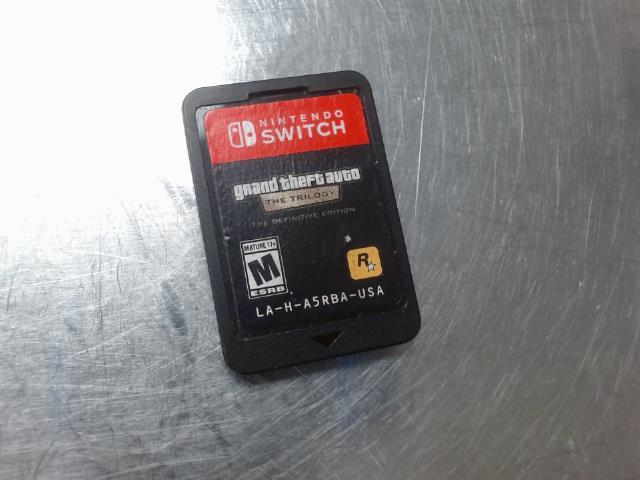 NINTENDO
SWITCH
grand theft auto
THE TRILOGY
THE DEFINITIVE EDITION
MATURE 17+
M
ESRB
R
LA-H-A5RBA-USA